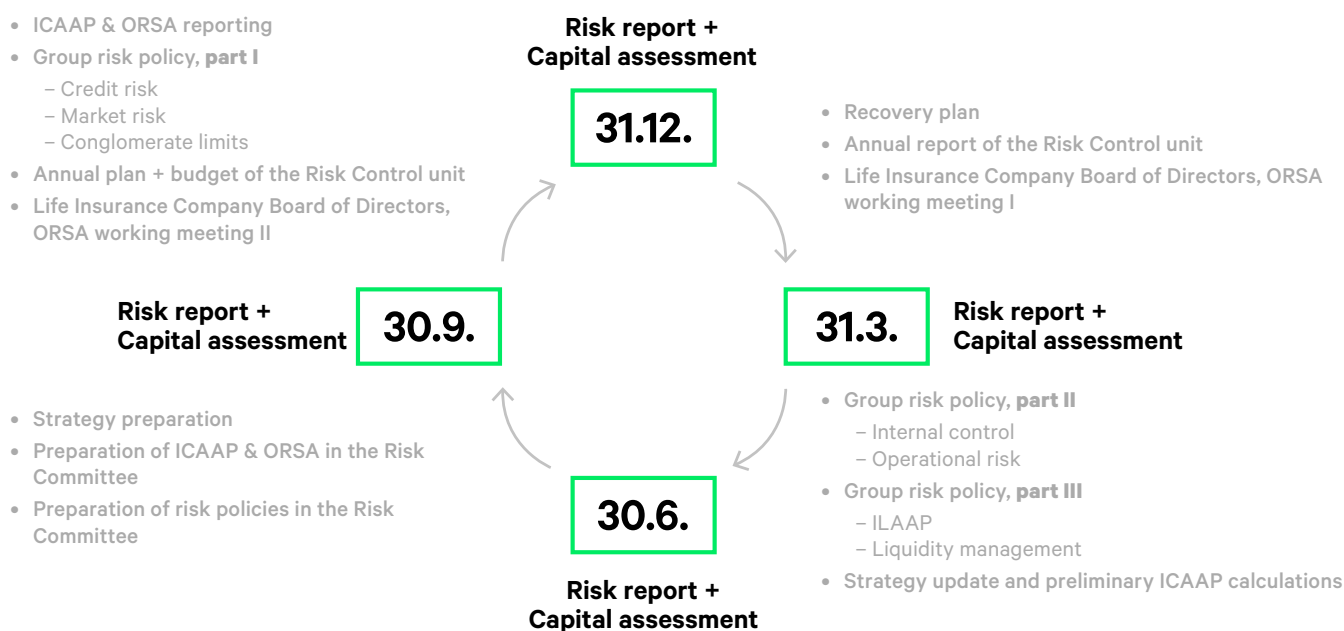 • ICAAP & ORSA reporting
• Group risk policy, part I
– Credit risk
– Market risk
– Conglomerate limits
• Annual plan + budget of the Risk Control unit
• Life Insurance Company Board of Directors,
ORSA working meeting II
Risk report +
Capital assessment
31.12.
• Recovery plan
• Annual report of the Risk Control unit
• Life Insurance Company Board of Directors, ORSA
working meeting I
Risk report +
Capital assessment
30.9.
31.3.
Risk report +
Capital assessment
• Strategy preparation
• Preparation of ICAAP & ORSA in the Risk
Committee
• Preparation of risk policies in the Risk
Committee
30.6.
Risk report +
Capital assessment
• Group risk policy, part II
– Internal control
– Operational risk
• Group risk policy, part III
– ILAAP
– Liquidity management
• Strategy update and preliminary ICAAP calculations